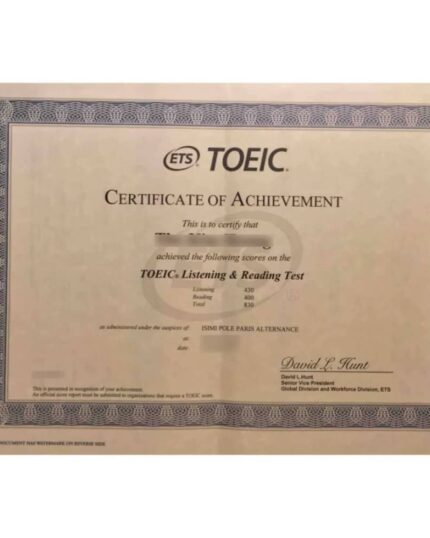 ETS TOEIC®
CERTIFICATE OF ACHIEVEMENT
This is to certify that
achieved the following scores on the
TOEIC® Listening & Reading Test
Listening 430
Reading 400
Total 830
as administered under the auspices of ISIMI POLE PARIS ALTERNANCE
on
date
David L. Hunt
David L.Hunt
Senior Vice President
Global Division and Workforce Division, ETS
This is presented in recognition of your achievement.
An official score report must be submitted to organizations that require a TOEIC score.
DOCUMENT HAS WATERMARK ON REVERSE SIDE